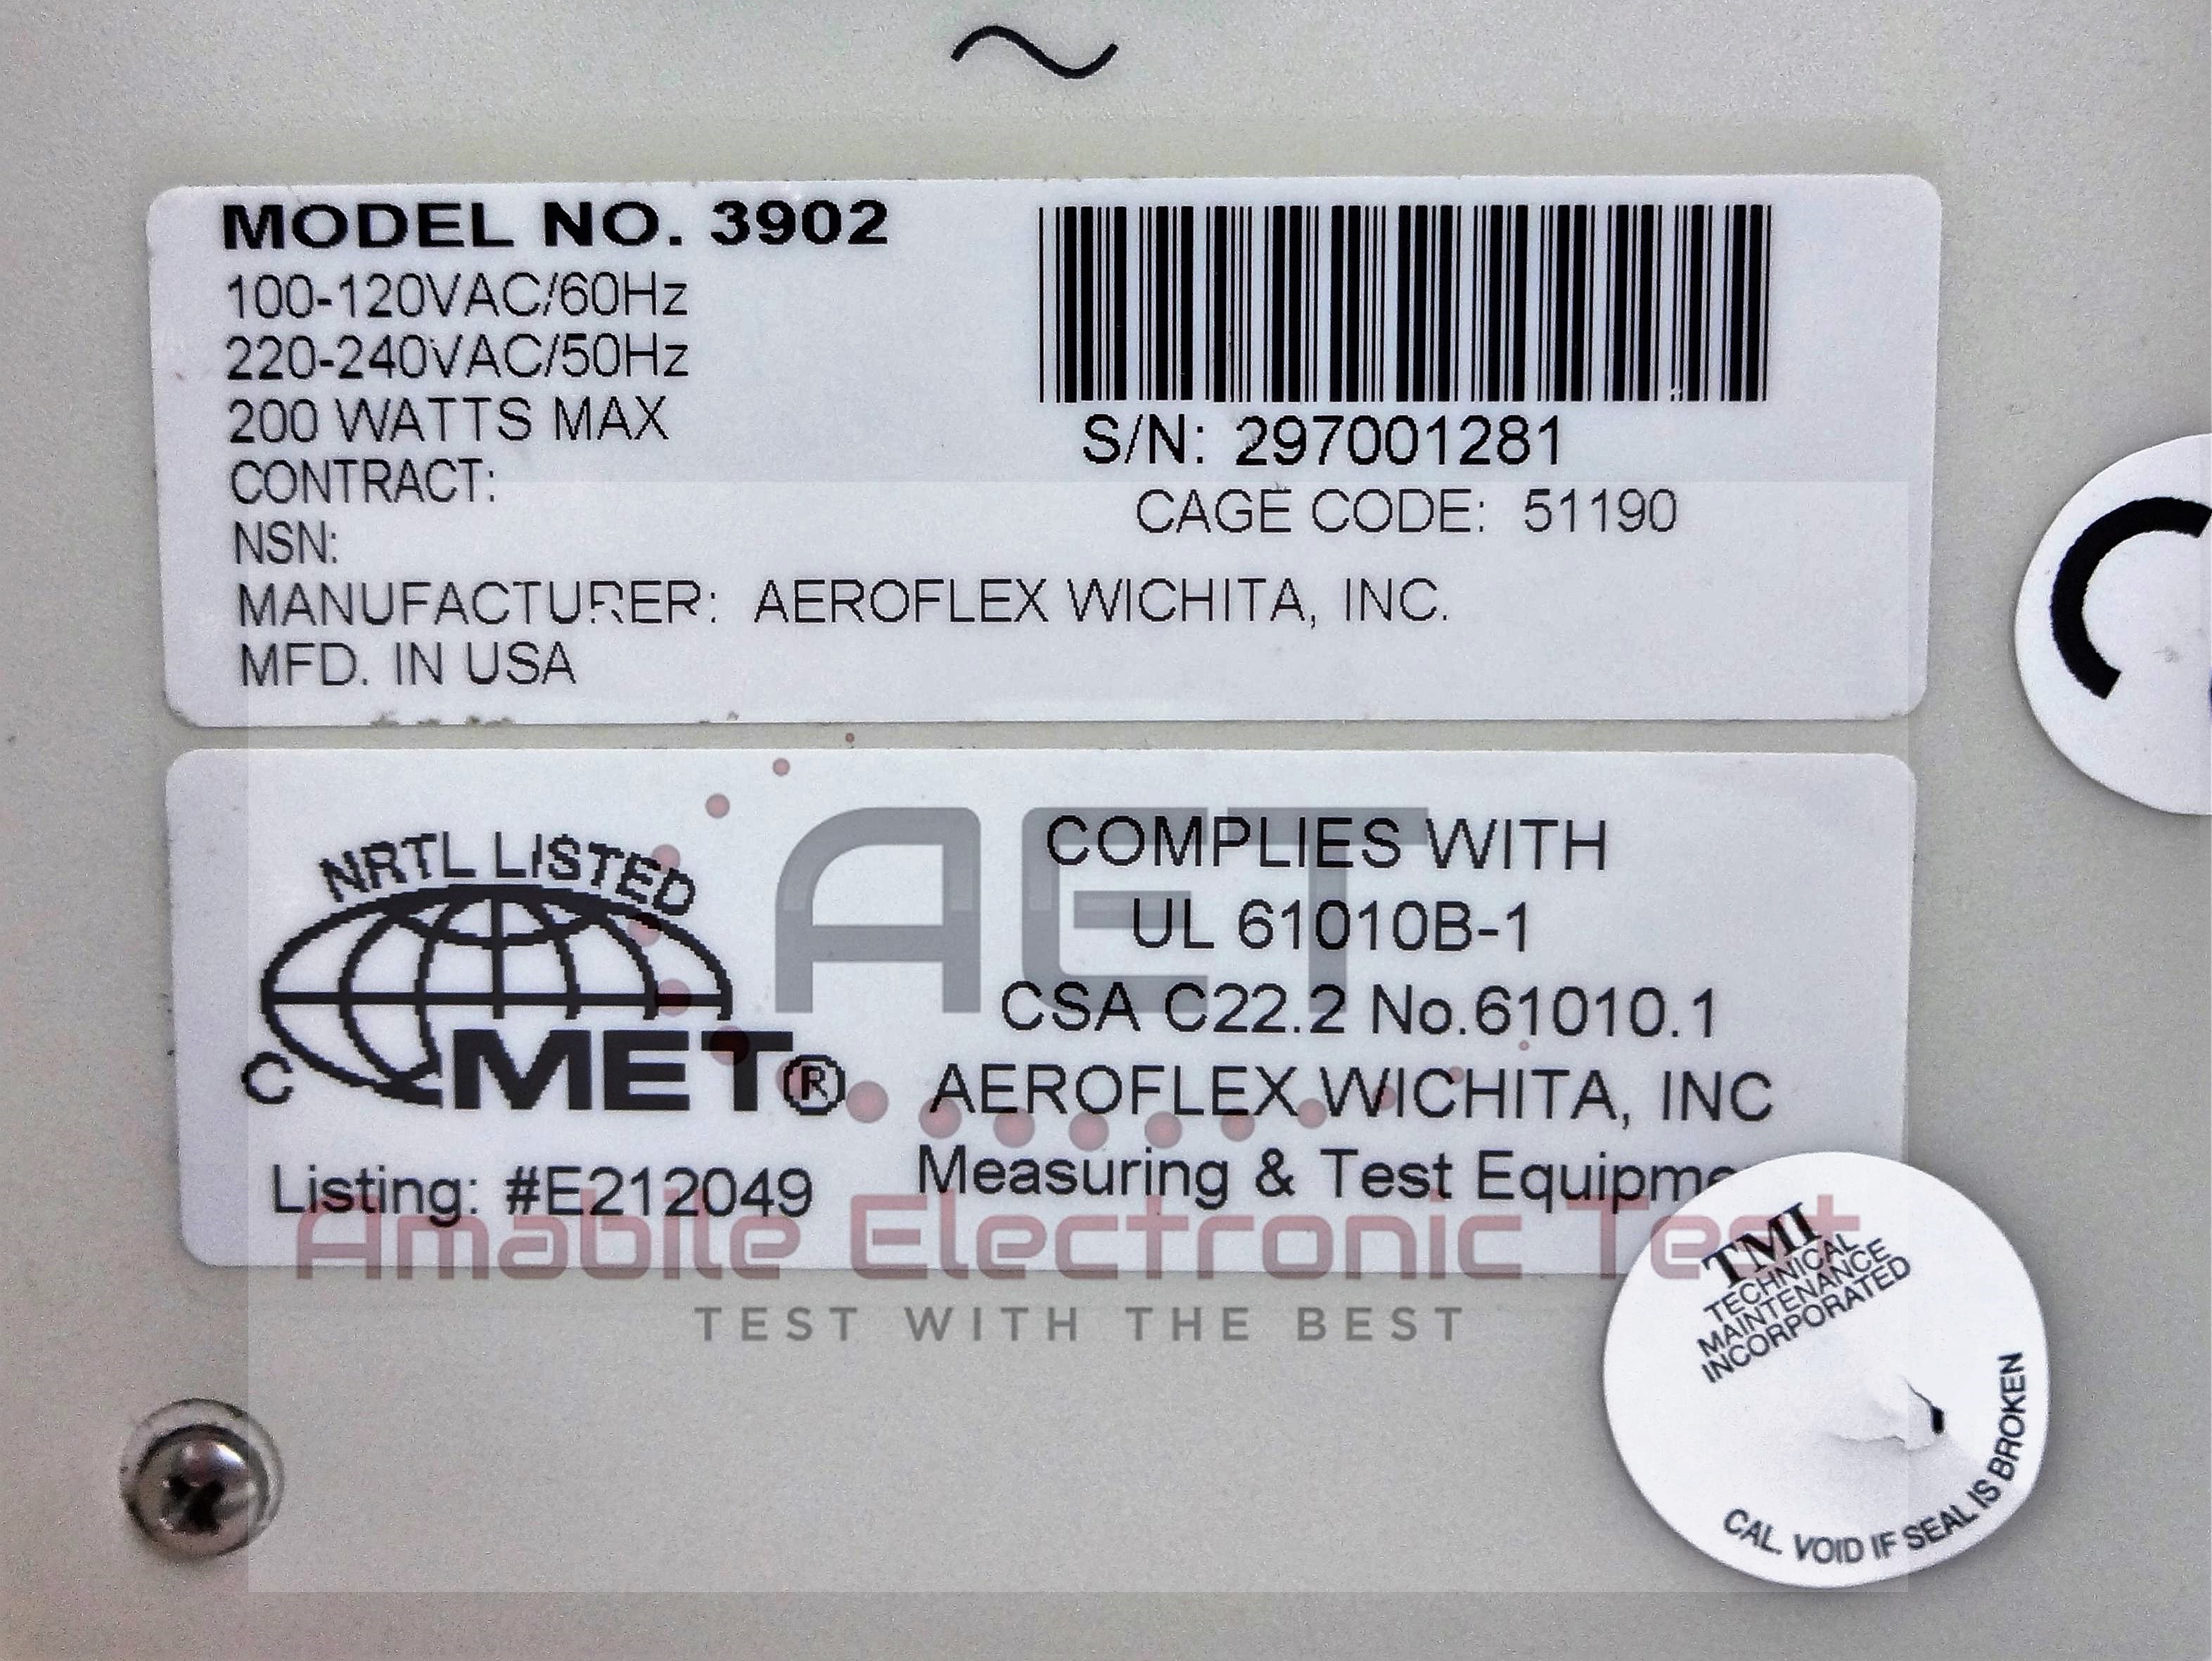 MODEL NO. 3902
100-120VAC/60Hz
220-240VAC/50Hz
200 WATTS MAX
CONTRACT:
NSN:
MANUFACTURER: AEROFLEX WICHITA, INC.
MFD. IN USA
S/N: 297001281
CAGE CODE: 51190
NRTL LISTED
C MET®
Listing: #E212049
COMPLIES WITH
UL 61010B-1
CSA C22.2 No.61010.1
AEROFLEX WICHITA, INC
Measuring & Test Equipme
AET
Amabile Electronic Test
TEST WITH THE BEST
TMI
TECHNICAL
MAINTENANCE
INCORPORATED
CAL. VOID IF SEAL IS BROKEN